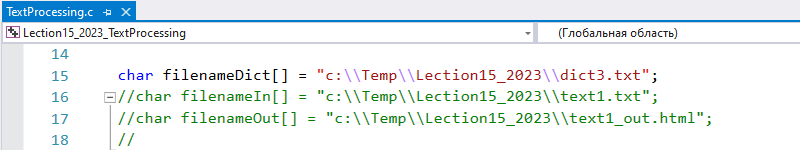 TextProcessing.c
Lection15_2023_TextProcessing (Глобальная область)
14
15 char filenameDict[] = "c:\\Temp\\Lection15_2023\\dict3.txt";
16 //char filenameIn[] = "c:\\Temp\\Lection15_2023\\text1.txt";
17 //char filenameOut[] = "c:\\Temp\\Lection15_2023\\text1_out.html";
18 //